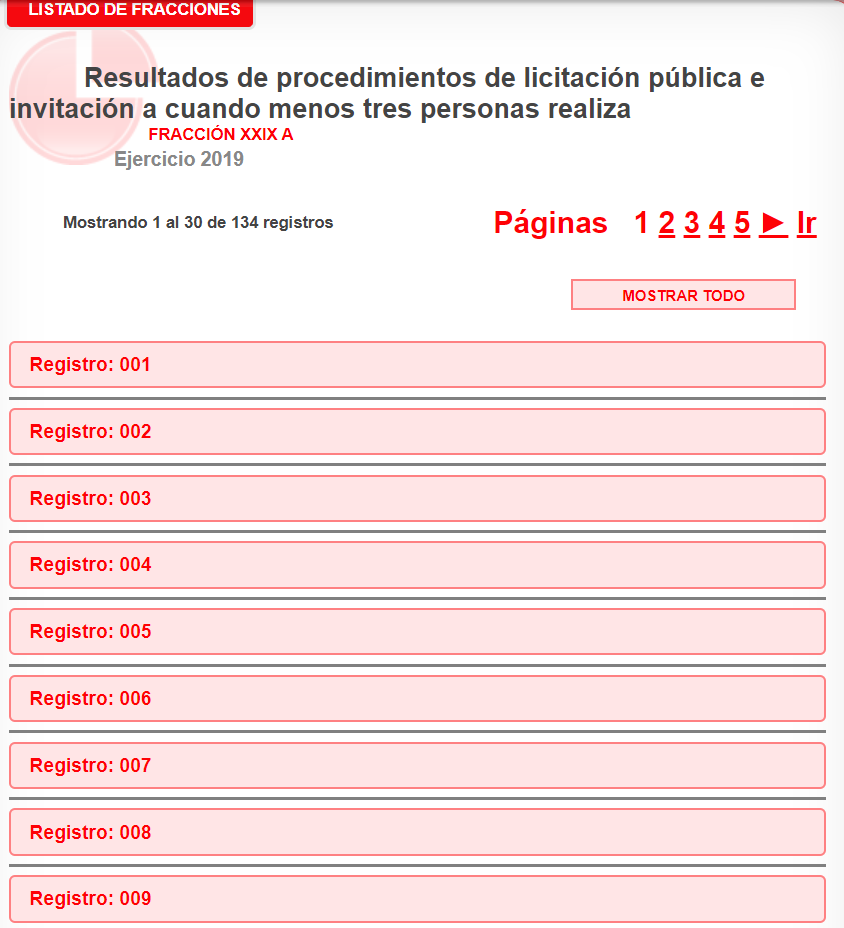 LISTADO DE FRACCIONES
Resultados de procedimientos de licitación pública e
invitación a cuando menos tres personas realiza
FRACCIÓN XXIX A
Ejercicio 2019
Mostrando 1 al 30 de 134 registros
Páginas 1 2 3 4 5 ► Ir
MOSTRAR TODO
Registro: 001
Registro: 002
Registro: 003
Registro: 004
Registro: 005
Registro: 006
Registro: 007
Registro: 008
Registro: 009